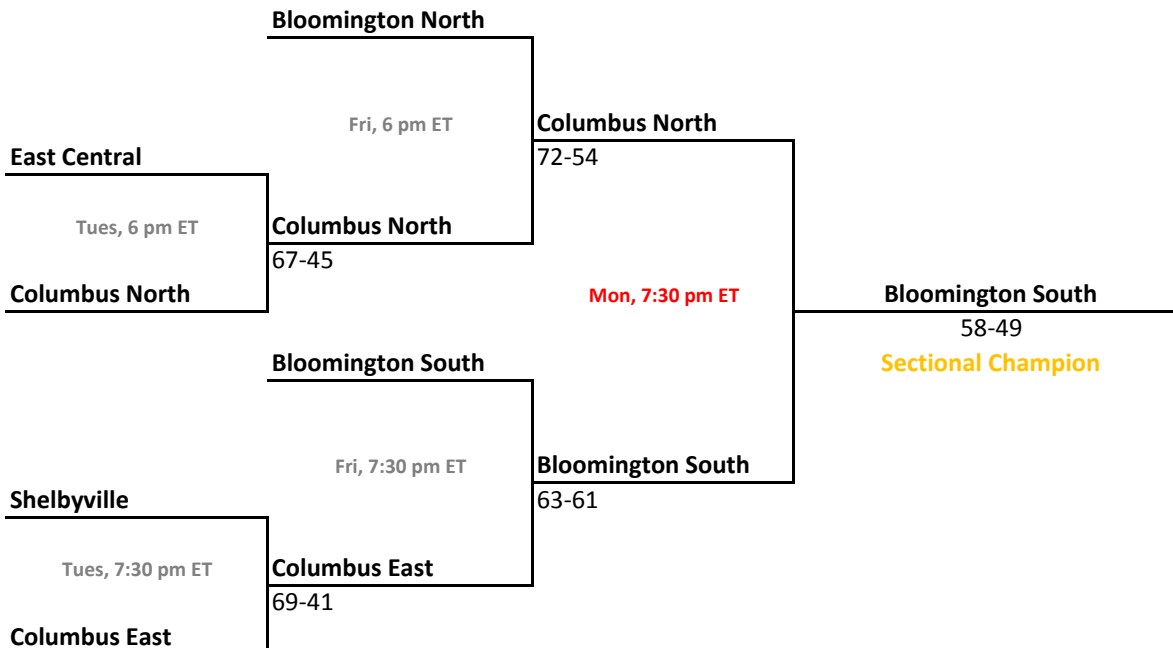 Bloomington North
Fri, 6 pm ET
Columbus North
72-54
East Central
Tues, 6 pm ET
Columbus North
67-45
Columbus North
Mon, 7:30 pm ET
Bloomington South
58-49
Sectional Champion
Bloomington South
Fri, 7:30 pm ET
Bloomington South
63-61
Shelbyville
Tues, 7:30 pm ET
Columbus East
69-41
Columbus East